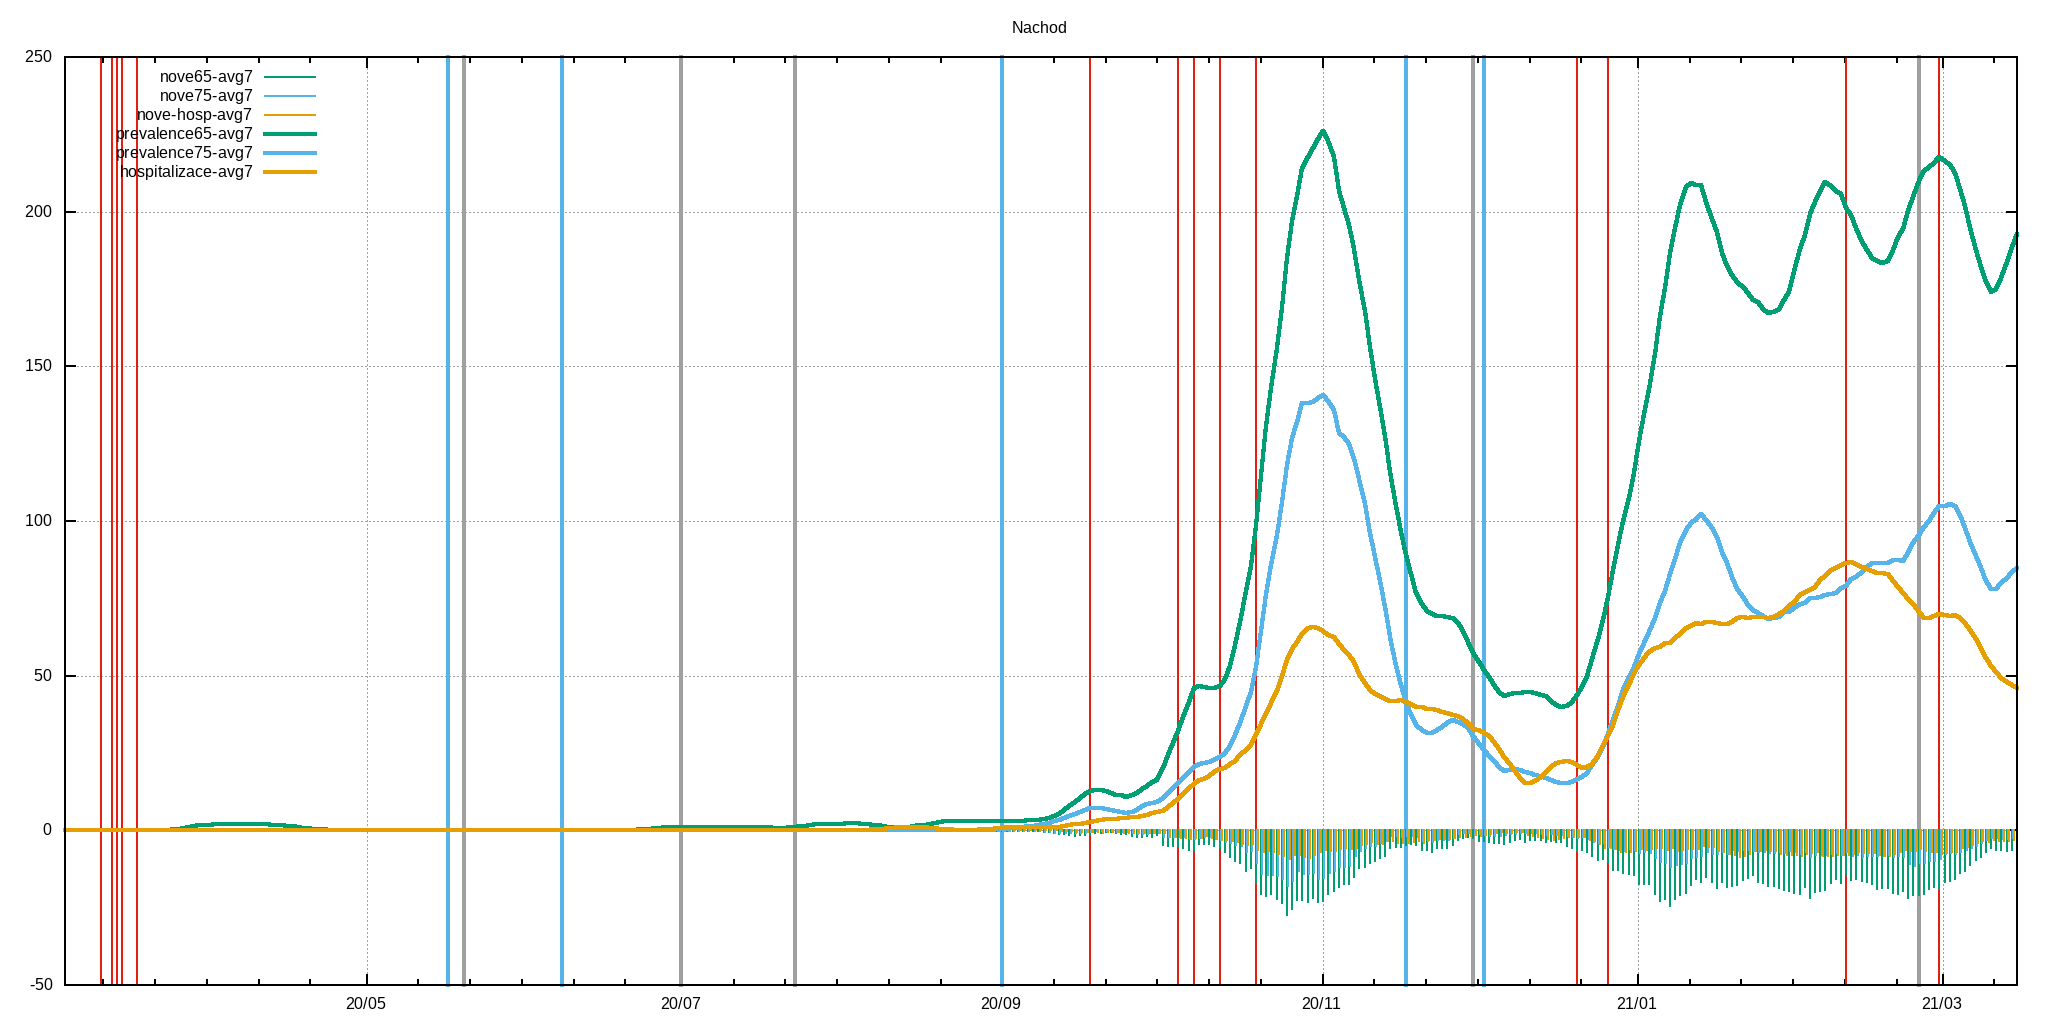 Nachod
250
200
150
100
50
0
-50
nove65-avg7
nove75-avg7
nove-hosp-avg7
prevalence65-avg7
prevalence75-avg7
hospitalizace-avg7
20/05 20/07 20/09 20/11 21/01 21/03